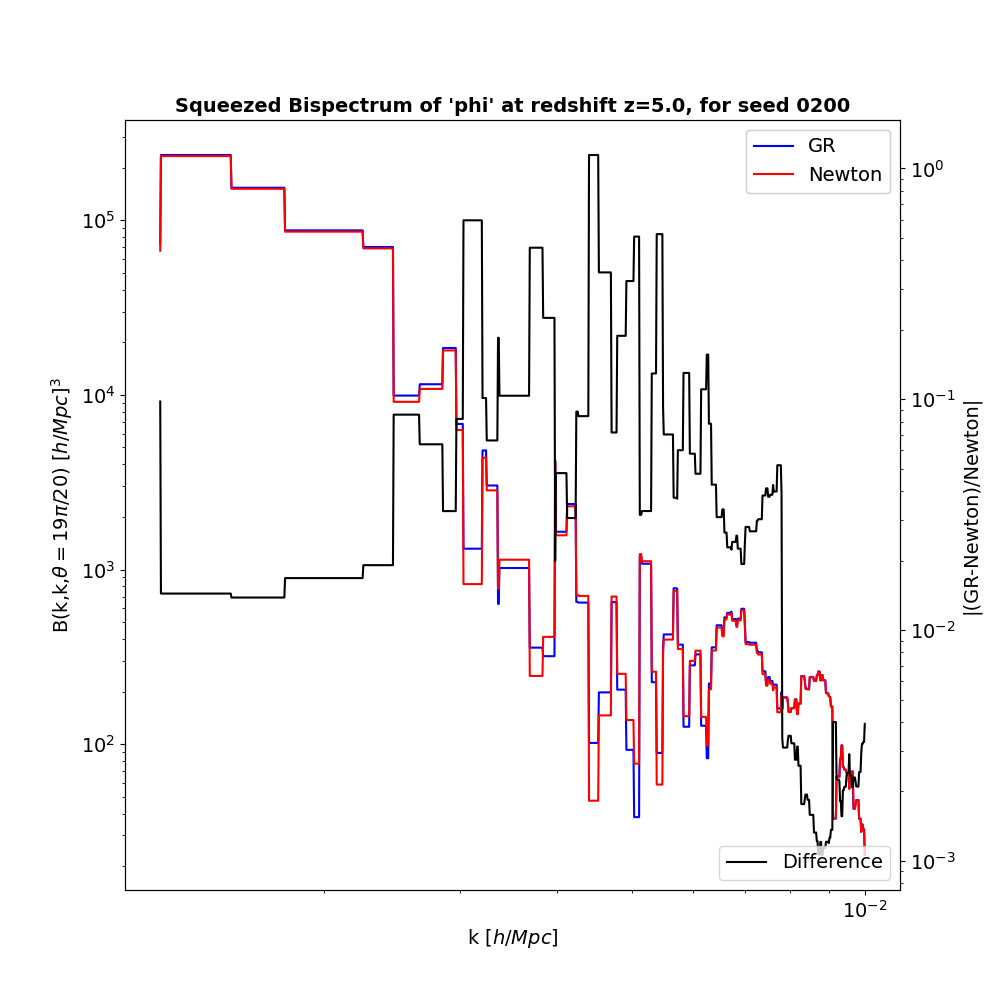 Squeezed Bispectrum of 'phi' at redshift z=5.0, for seed 0200
GR
Newton
10⁵
10⁴
10³
10²
B(k,k,θ = 19π/20) [h/Mpc]³
10⁰
10⁻¹
10⁻²
10⁻³
|(GR-Newton)/Newton|
Difference
10⁻²
k [h/Mpc]